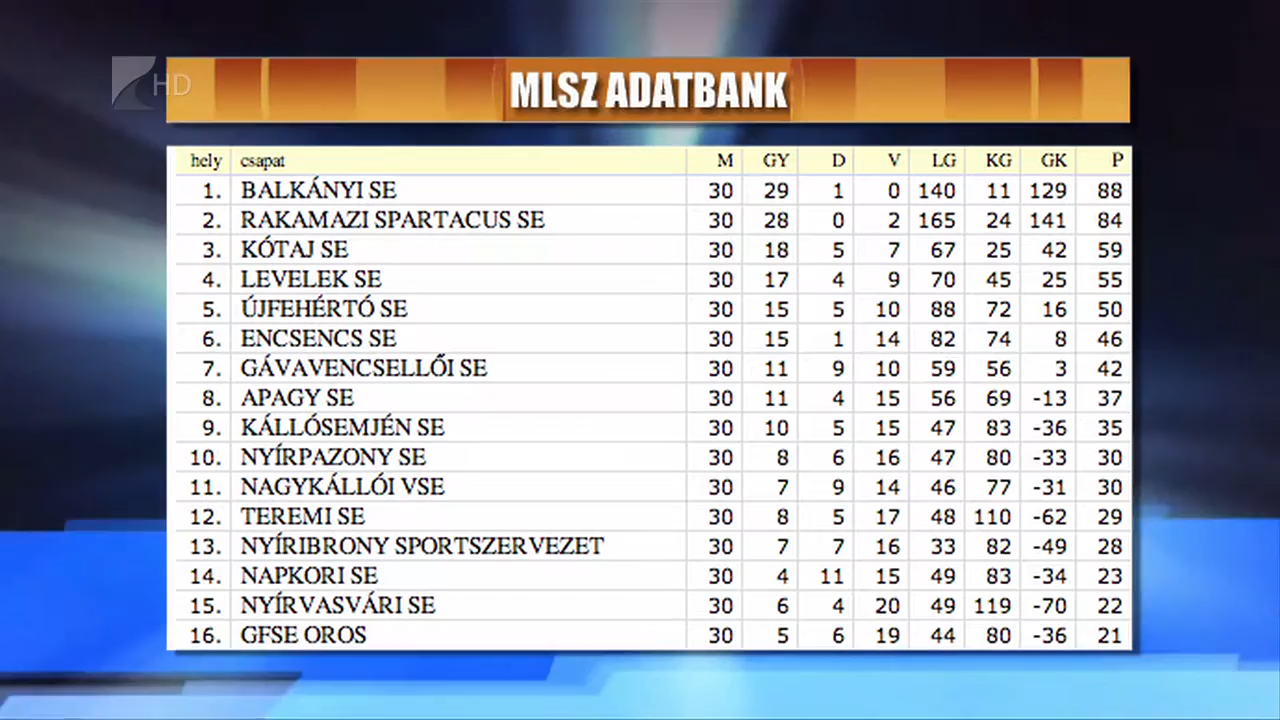 HD
MLSZ ADATBANK
hely csapat M GY D V LG KG GK P
1. BALKÁNYI SE 30 29 1 0 140 11 129 88
2. RAKAMAZI SPARTACUS SE 30 28 0 2 165 24 141 84
3. KÓTAJ SE 30 18 5 7 67 25 42 59
4. LEVELEK SE 30 17 4 9 70 45 25 55
5. ÚJFEHÉRTÓ SE 30 15 5 10 88 72 16 50
6. ENCSENCS SE 30 15 1 14 82 74 8 46
7. GÁVAVENCSELLŐI SE 30 11 9 10 59 56 3 42
8. APAGY SE 30 11 4 15 56 69 -13 37
9. KÁLLÓSEMJÉN SE 30 10 5 15 47 83 -36 35
10. NYÍRPAZONY SE 30 8 6 16 47 80 -33 30
11. NAGYKÁLLÓI VSE 30 7 9 14 46 77 -31 30
12. TEREMI SE 30 8 5 17 48 110 -62 29
13. NYÍRIBRONY SPORTSZERVEZET 30 7 7 16 33 82 -49 28
14. NAPKORI SE 30 4 11 15 49 83 -34 23
15. NYÍRVASVÁRI SE 30 6 4 20 49 119 -70 22
16. GFSE OROS 30 5 6 19 44 80 -36 21